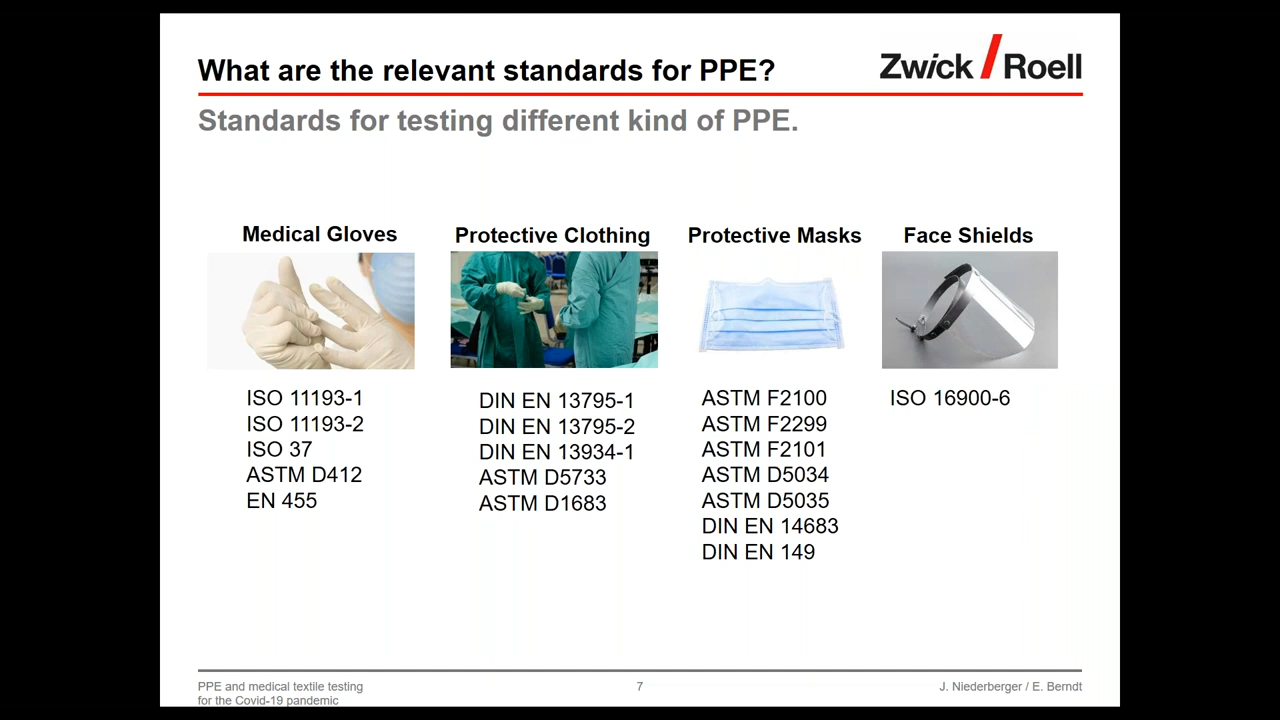 What are the relevant standards for PPE?
Zwick/Roell
Standards for testing different kind of PPE.
Medical Gloves
ISO 11193-1
ISO 11193-2
ISO 37
ASTM D412
EN 455
Protective Clothing
DIN EN 13795-1
DIN EN 13795-2
DIN EN 13934-1
ASTM D5733
ASTM D1683
Protective Masks
ASTM F2100
ASTM F2299
ASTM F2101
ASTM D5034
ASTM D5035
DIN EN 14683
DIN EN 149
Face Shields
ISO 16900-6
PPE and medical textile testing
for the Covid-19 pandemic
7
J. Niederberger / E. Berndt